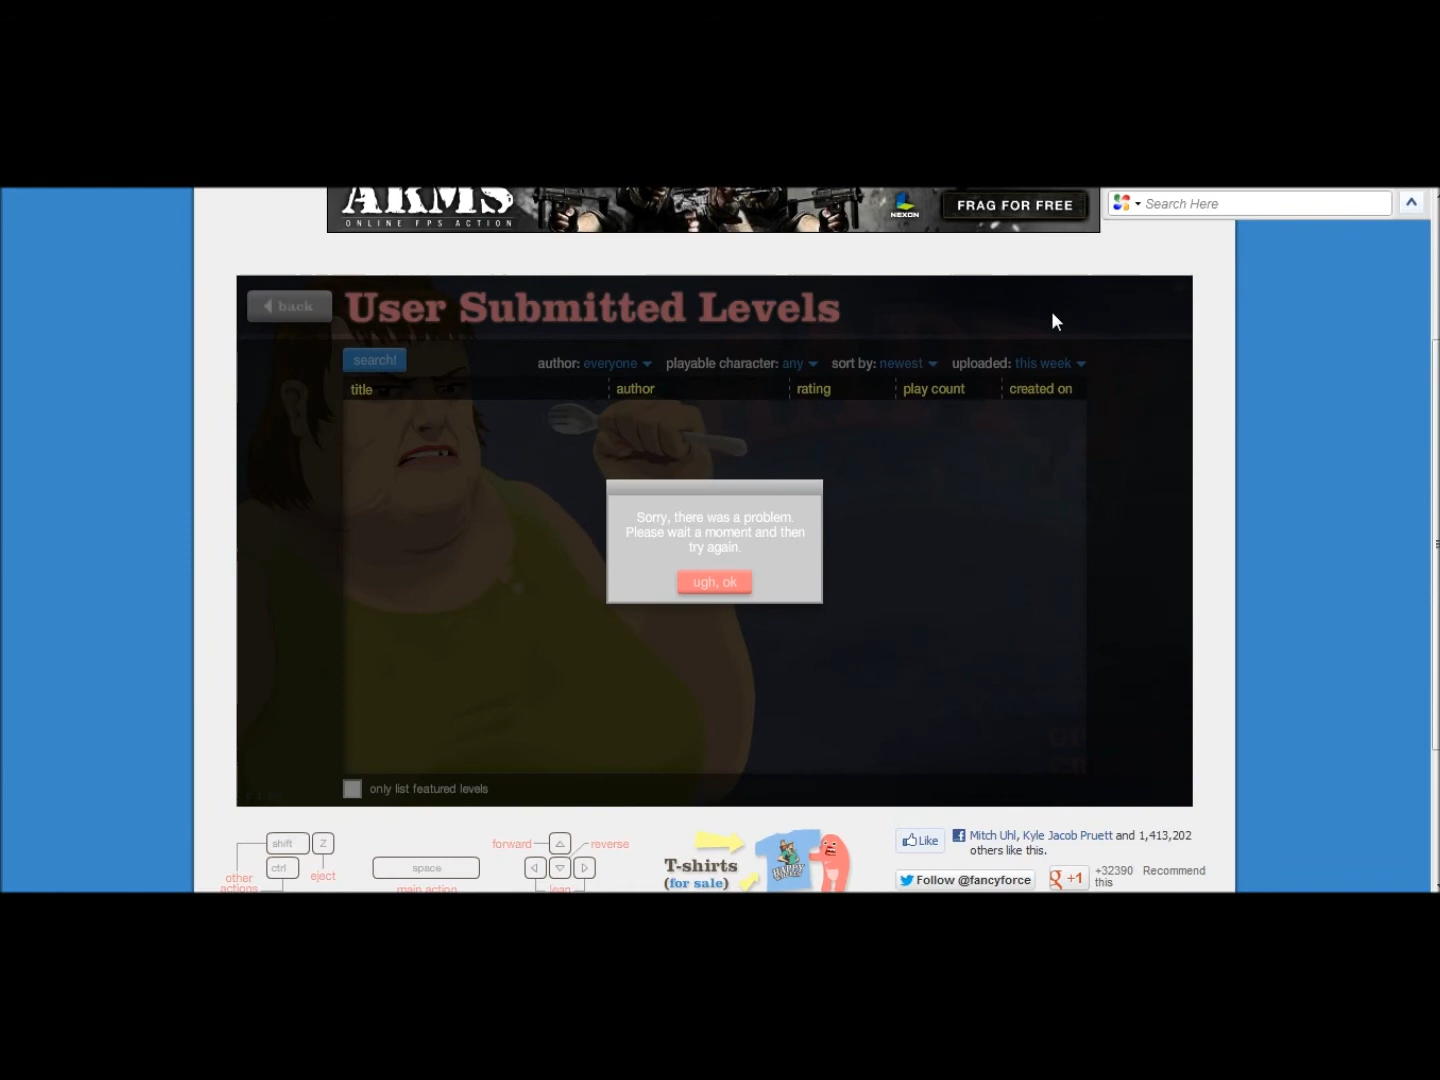 ARMS
ONLINE FPS ACTION
NEXON
FRAG FOR FREE
Search Here
back
User Submitted Levels
search!
author: everyone
playable character: any
sort by: newest
uploaded: this week
title
author
rating
play count
created on
Sorry, there was a problem.
Please wait a moment and then
try again.
ugh, ok
only list featured levels
shift
Z
ctrl
other
actions
eject
space
main action
forward
reverse
lean
T-shirts
(for sale)
HAPPY
WHEELS
Like
Mitch Uhl, Kyle Jacob Pruett and 1,413,202
others like this.
Follow @fancyforce
g +1
+32390 Recommend
this